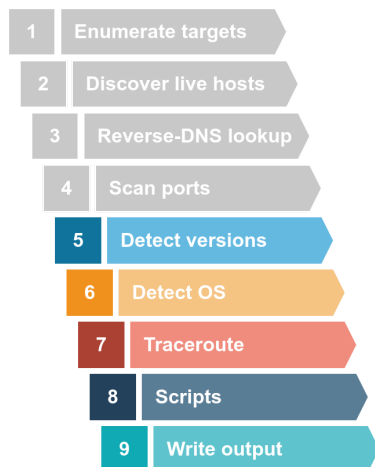 1 Enumerate targets
2 Discover live hosts
3 Reverse-DNS lookup
4 Scan ports
5 Detect versions
6 Detect OS
7 Traceroute
8 Scripts
9 Write output